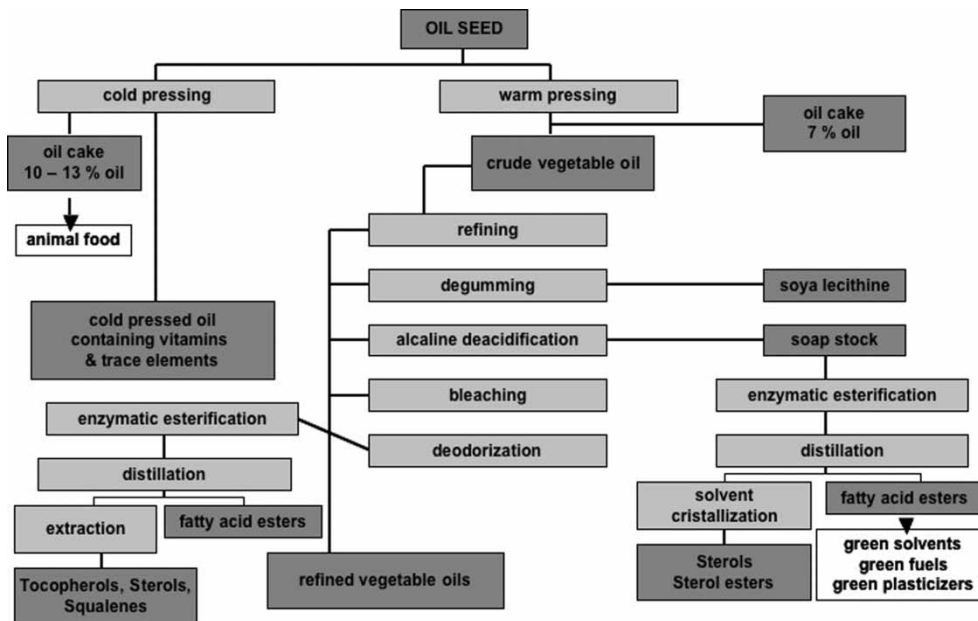 OIL SEED
cold pressing
warm pressing
oil cake
7 % oil
oil cake
10 – 13 % oil
crude vegetable oil
animal food
refining
degumming
soya lecithine
cold pressed oil
containing vitamins
& trace elements
alcaline deacidification
soap stock
bleaching
enzymatic esterification
enzymatic esterification
deodorization
distillation
distillation
extraction
fatty acid esters
solvent
cristallization
fatty acid esters
green solvents
green fuels
green plasticizers
refined vegetable oils
Sterols
Sterol esters
Tocopherols, Sterols,
Squalenes